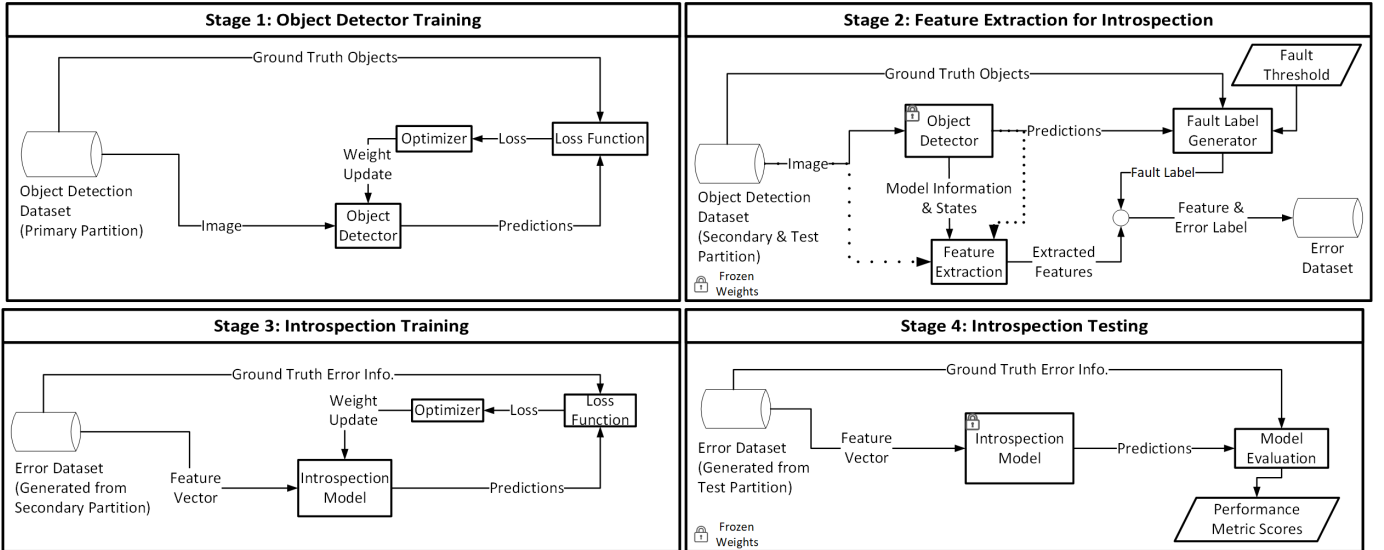 Stage 1: Object Detector Training
Ground Truth Objects
Optimizer
Loss
Loss Function
Weight
Update
Object Detection
Dataset
(Primary Partition)
Image
Object
Detector
Predictions
Stage 2: Feature Extraction for Introspection
Fault
Threshold
Ground Truth Objects
Object
Detector
Predictions
Fault Label
Generator
Image
Fault Label
Model Information
& States
Object Detection
Dataset
(Secondary & Test
Partition)
Feature &
Error Label
Feature
Extraction
Extracted
Features
Error
Dataset
Frozen
Weights
Stage 3: Introspection Training
Ground Truth Error Info.
Weight
Update
Optimizer
Loss
Loss
Function
Error Dataset
(Generated from
Secondary Partition)
Feature
Vector
Introspection
Model
Predictions
Stage 4: Introspection Testing
Ground Truth Error Info.
Feature
Vector
Introspection
Model
Predictions
Model
Evaluation
Error Dataset
(Generated from
Test Partition)
Performance
Metric Scores
Frozen
Weights